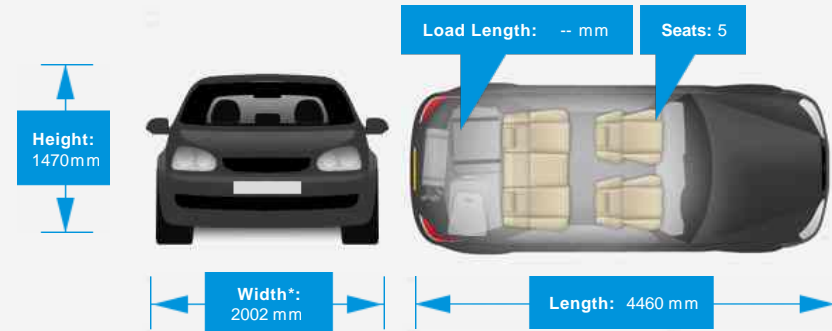 Load Length: -- mm
Seats: 5
Height:
1470mm
Width*:
2002 mm
Length: 4460 mm